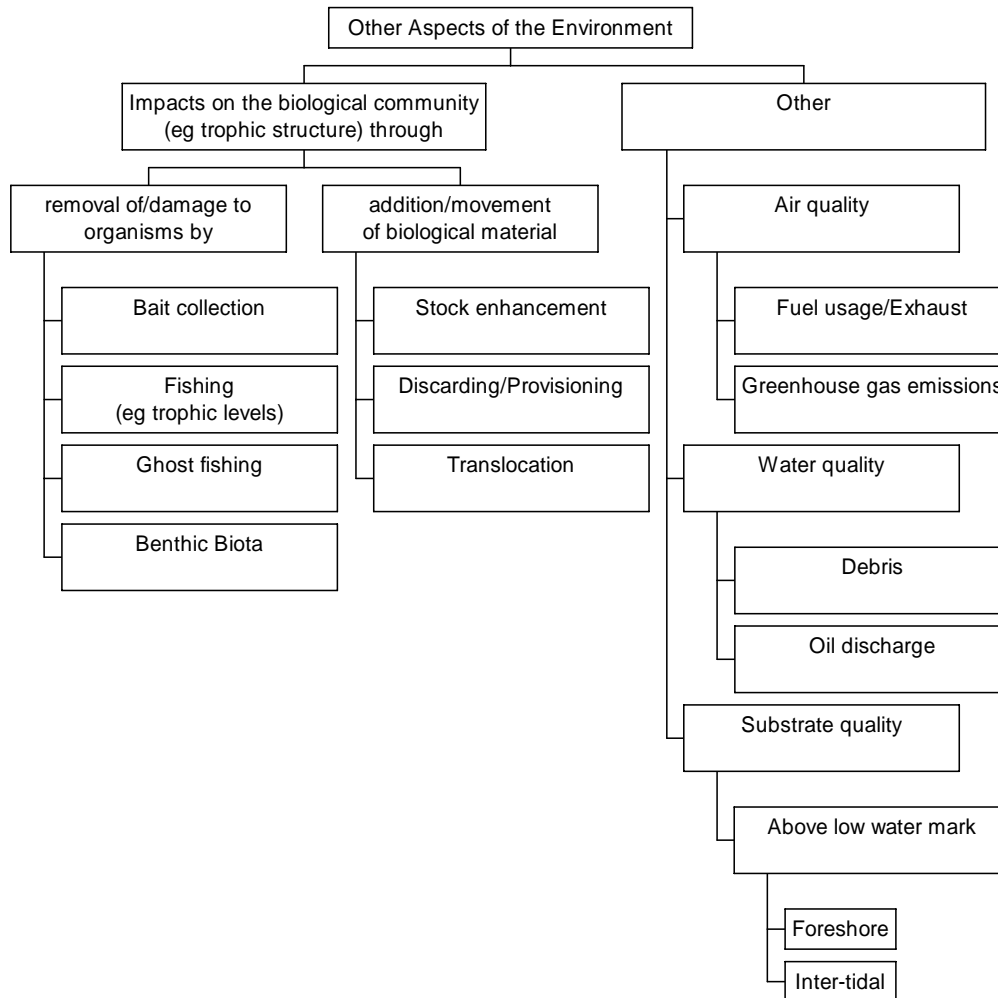 Other Aspects of the Environment
Impacts on the biological community
(eg trophic structure) through
Other
removal of/damage to
organisms by
addition/movement
of biological material
Bait collection
Fishing
(eg trophic levels)
Ghost fishing
Benthic Biota
Stock enhancement
Discarding/Provisioning
Translocation
Air quality
Fuel usage/Exhaust
Greenhouse gas emissions
Water quality
Debris
Oil discharge
Substrate quality
Above low water mark
Foreshore
Inter-tidal